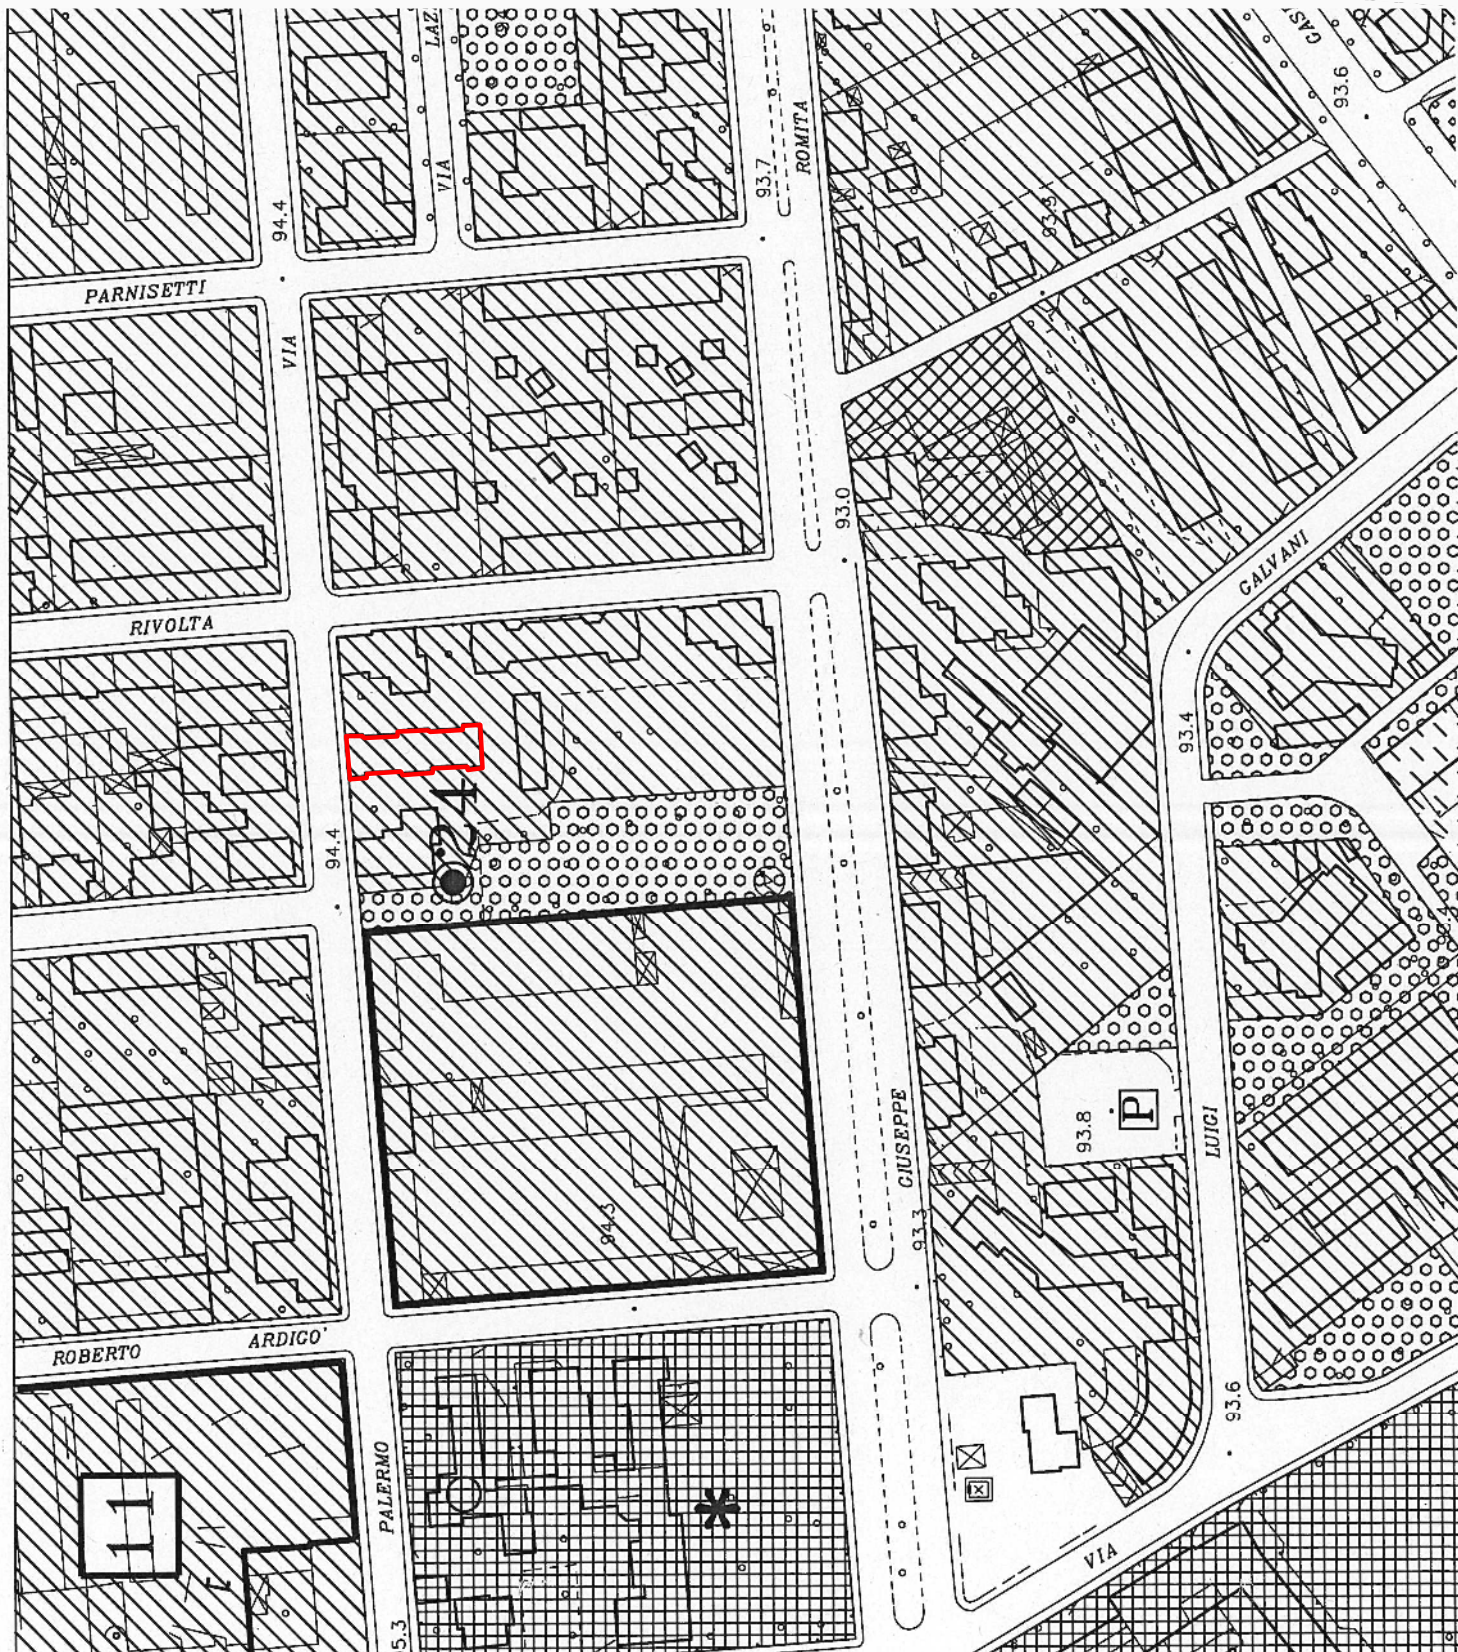 LAZ
VIA
94.4
93.7
ROMITA
93.6
93.5
PARNISETTI
VIA
93.0
GALVANI
RIVOLTA
93.4
24
94.4
GIUSEPPE
93.8
P
LUIGI
94.3
93.3
ARDIGO'
ROBERTO
93.6
PALERMO
11
VIA
5.3